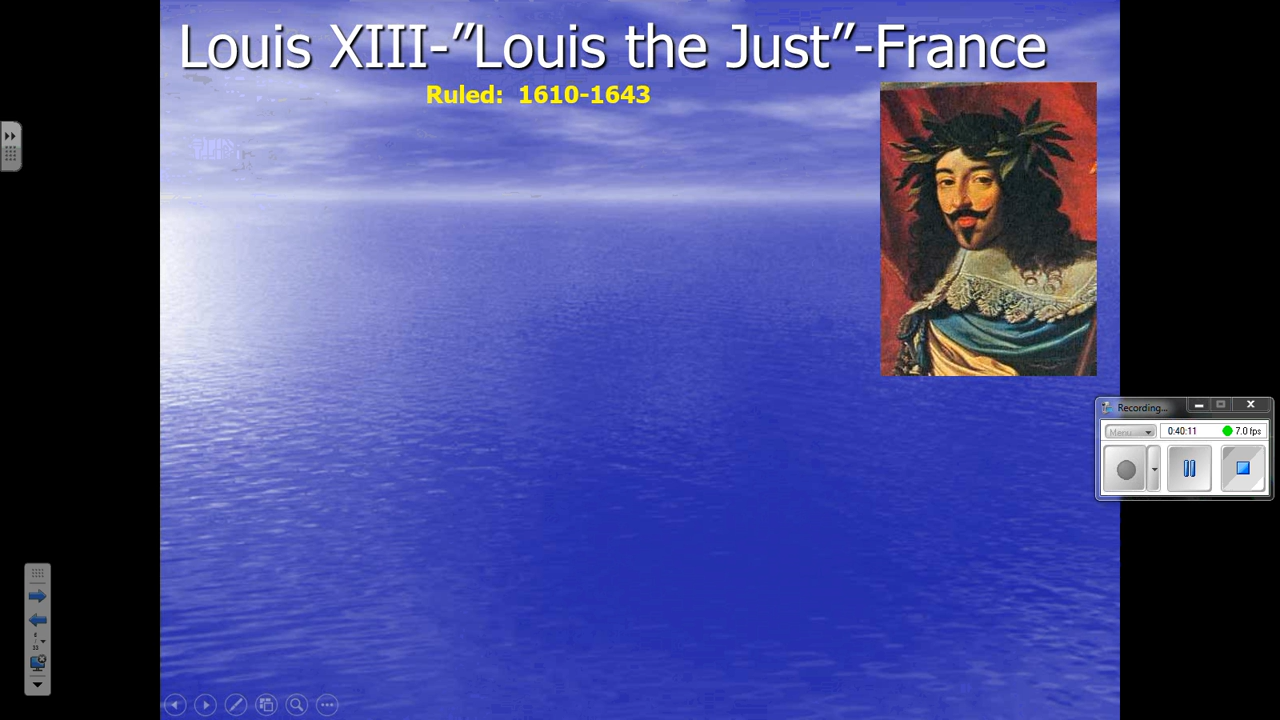 Louis XIII-”Louis the Just”-France
Ruled:  1610-1643
Recording...
Menu
0:40:11
7.0 fps